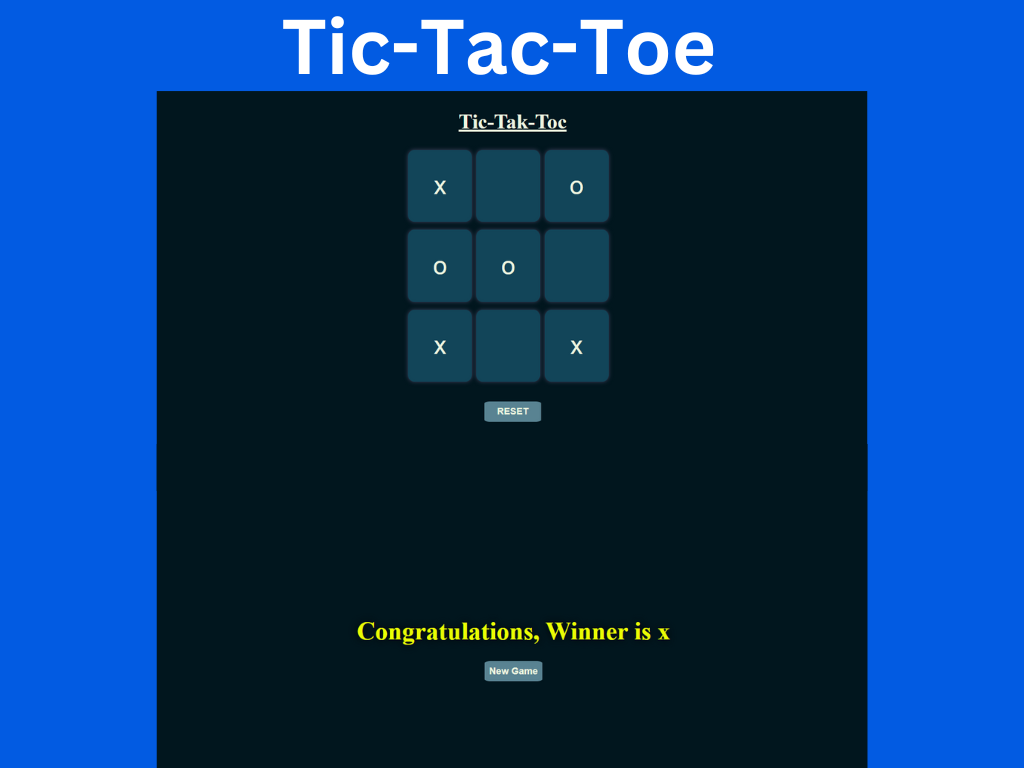 Tic-Tac-Toe
Tic-Tak-Toc
X O
O O
X X
RESET
Congratulations, Winner is x
New Game